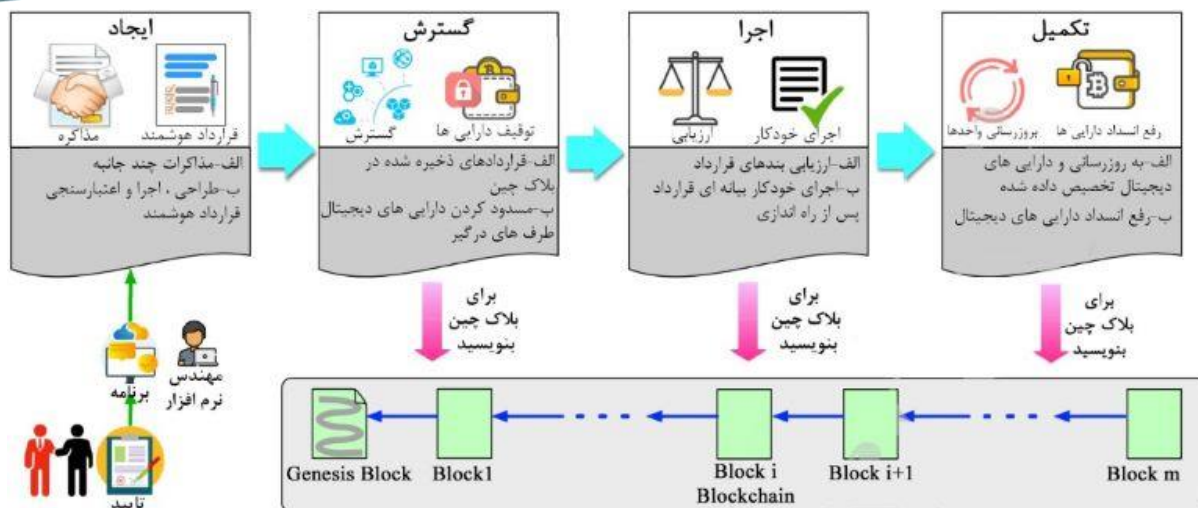 ایجاد
مذاکره
قرارداد هوشمند
الف-مذاکرات چند جانبه
ب-طراحی ، اجرا و اعتبارسنجی
قرارداد هوشمند
گسترش
گسترش
توقیف دارایی ها
الف-قراردادهای ذخیره شده در
بلاک چین
ب-مسدود کردن دارایی های دیجیتال
طرف های درگیر
اجرا
ارزیابی
اجرای خودکار
الف-ارزیابی بندهای قرارداد
ب-اجرای خودکار بیانه ای قرارداد
پس از راه اندازی
تکمیل
بروزرسانی واحدها
رفع انسداد دارایی ها
الف-به روزرسانی و دارایی های
دیجیتال تخصیص داده شده
ب-رفع انسداد دارایی های دیجیتال
برنامه
مهندس
نرم افزار
تایید
برای
بلاک چین
بنویسید
برای
بلاک چین
بنویسید
برای
بلاک چین
بنویسید
Genesis Block
Block1
Block i
Blockchain
Block i+1
Block m